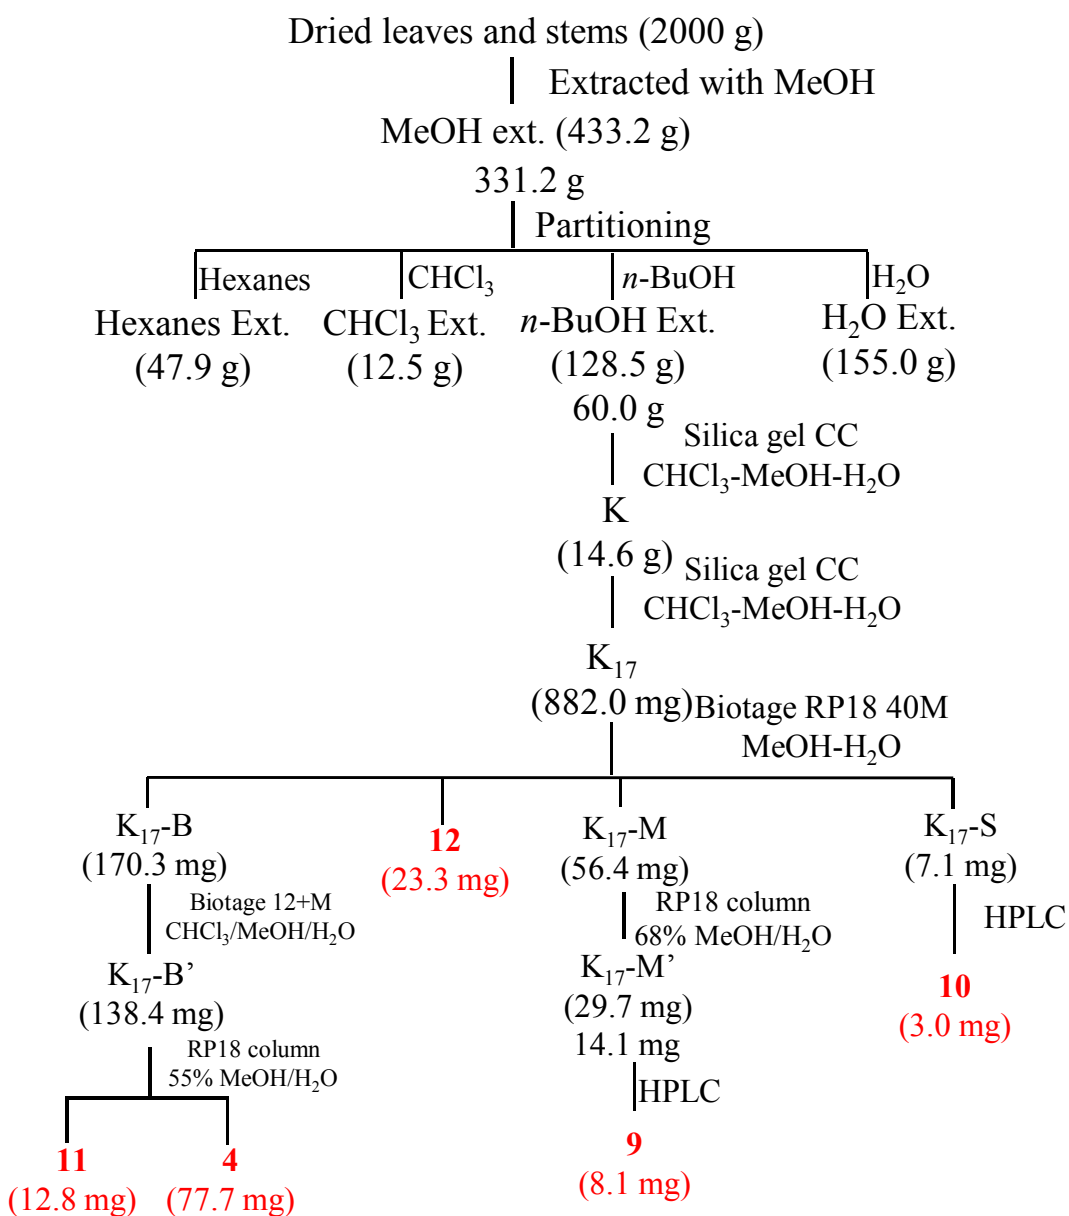 Dried leaves and stems (2000 g)
Extracted with MeOH
MeOH ext. (433.2 g)
331.2 g
Partitioning
Hexanes
CHCl₃
n-BuOH
H₂O
Hexanes Ext.
(47.9 g)
CHCl₃ Ext.
(12.5 g)
n-BuOH Ext.
(128.5 g)
60.0 g
H₂O Ext.
(155.0 g)
Silica gel CC
CHCl₃-MeOH-H₂O
K
(14.6 g)
Silica gel CC
CHCl₃-MeOH-H₂O
K₁₇
(882.0 mg)
Biotage RP18 40M
MeOH-H₂O
K₁₇-B
(170.3 mg)
Biotage 12+M
CHCl₃/MeOH/H₂O
K₁₇-B’
(138.4 mg)
RP18 column
55% MeOH/H₂O
11
(12.8 mg)
4
(77.7 mg)
12
(23.3 mg)
K₁₇-M
(56.4 mg)
RP18 column
68% MeOH/H₂O
K₁₇-M’
(29.7 mg)
14.1 mg
HPLC
9
(8.1 mg)
K₁₇-S
(7.1 mg)
HPLC
10
(3.0 mg)